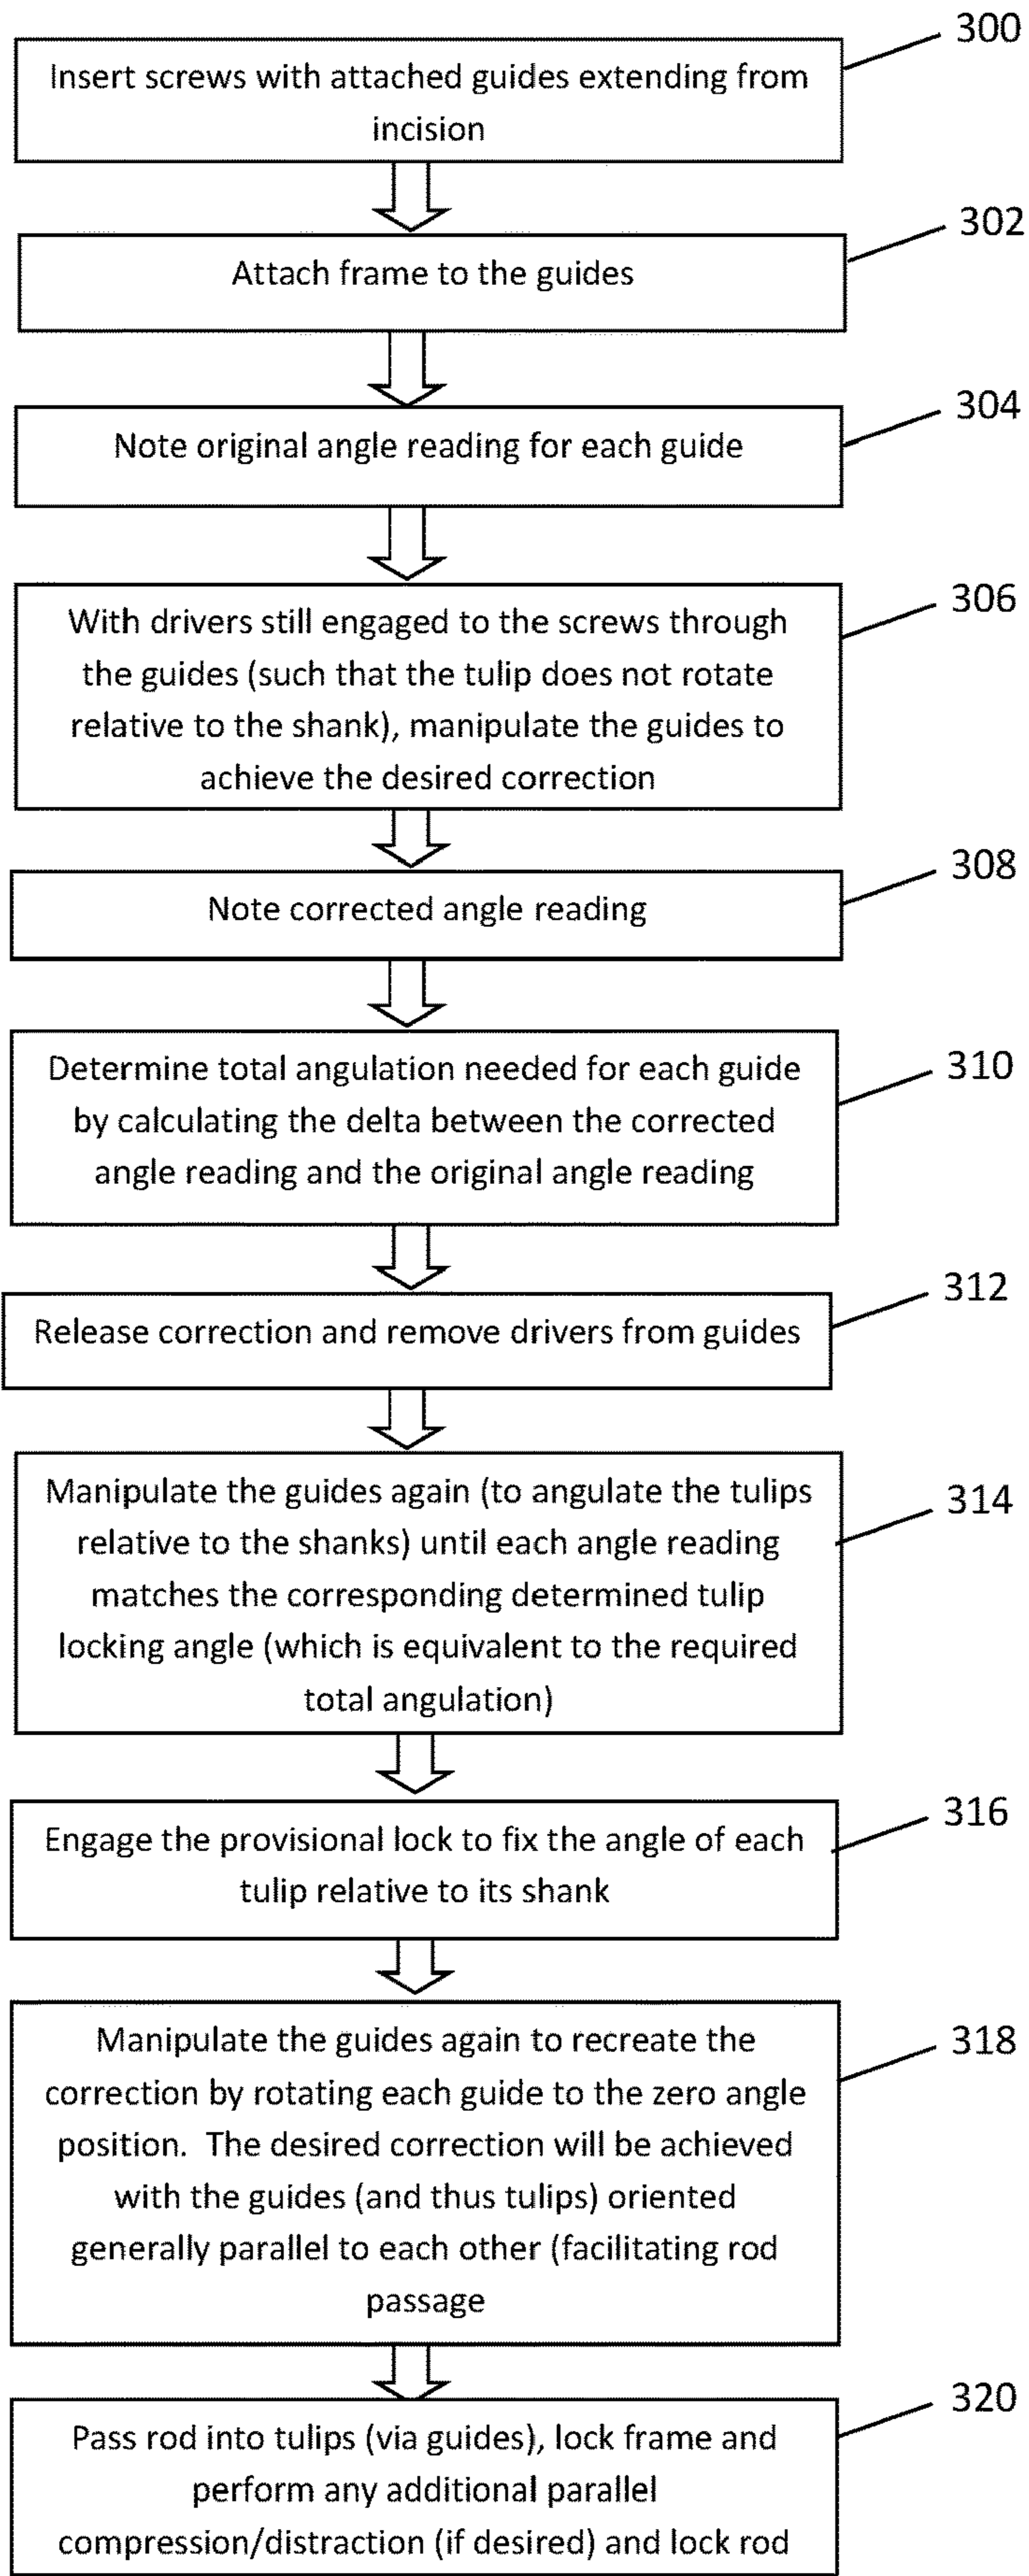 300
Insert screws with attached guides extending from
incision
302
Attach frame to the guides
304
Note original angle reading for each guide
306
With drivers still engaged to the screws through
the guides (such that the tulip does not rotate
relative to the shank), manipulate the guides to
achieve the desired correction
308
Note corrected angle reading
310
Determine total angulation needed for each guide
by calculating the delta between the corrected
angle reading and the original angle reading
312
Release correction and remove drivers from guides
314
Manipulate the guides again (to angulate the tulips
relative to the shanks) until each angle reading
matches the corresponding determined tulip
locking angle (which is equivalent to the required
total angulation)
316
Engage the provisional lock to fix the angle of each
tulip relative to its shank
318
Manipulate the guides again to recreate the
correction by rotating each guide to the zero angle
position.  The desired correction will be achieved
with the guides (and thus tulips) oriented
generally parallel to each other (facilitating rod
passage
320
Pass rod into tulips (via guides), lock frame and
perform any additional parallel
compression/distraction (if desired) and lock rod